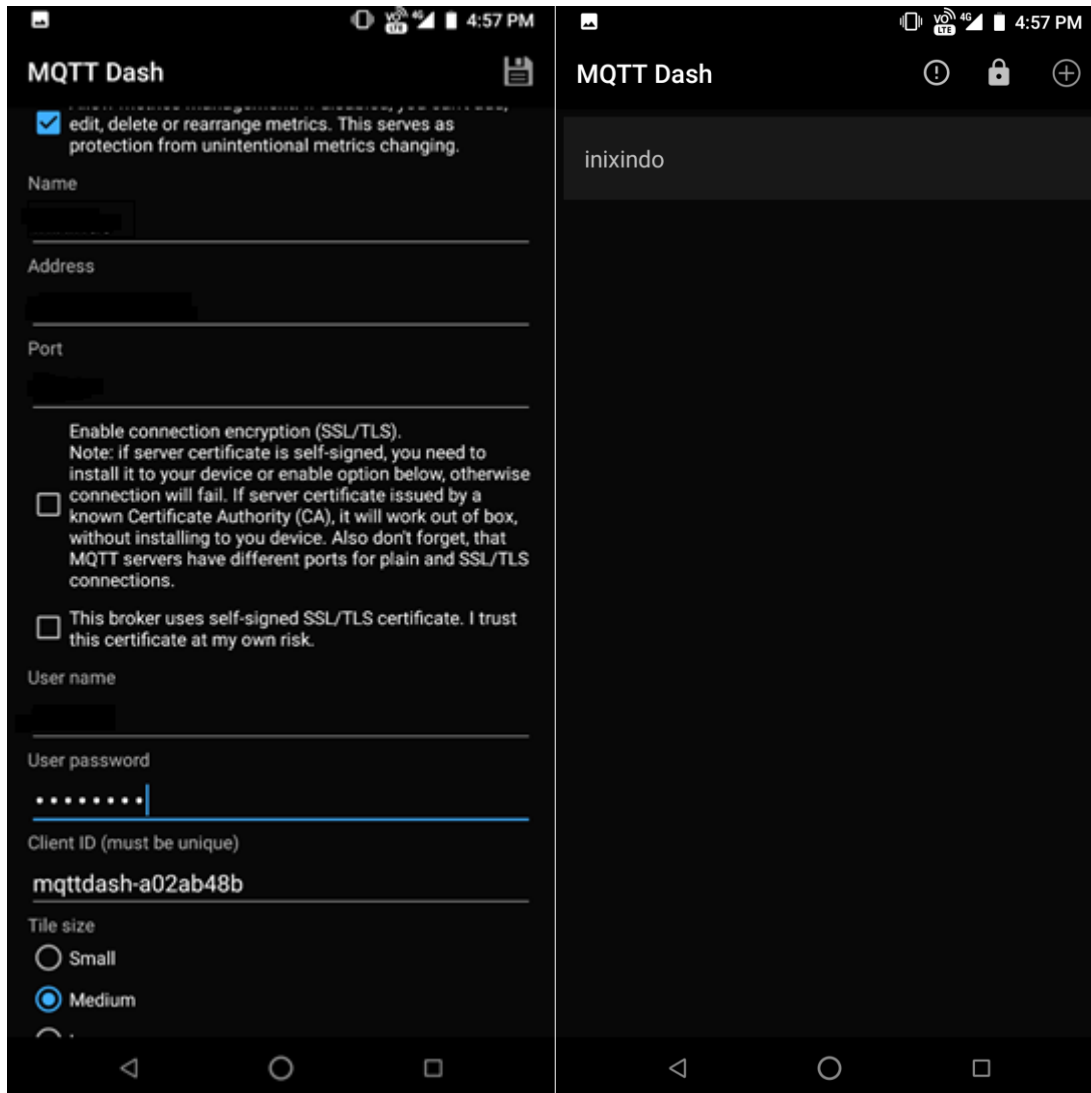 4G 4:57 PM
MQTT Dash
edit, delete or rearrange metrics. This serves as
protection from unintentional metrics changing.
Name
Address
Port
Enable connection encryption (SSL/TLS).
Note: if server certificate is self-signed, you need to
install it to your device or enable option below, otherwise
connection will fail. If server certificate issued by a
known Certificate Authority (CA), it will work out of box,
without installing to you device. Also don't forget, that
MQTT servers have different ports for plain and SSL/TLS
connections.
This broker uses self-signed SSL/TLS certificate. I trust
this certificate at my own risk.
User name
User password
••••••••
Client ID (must be unique)
mqttdash-a02ab48b
Tile size
Small
Medium
VO LTE 4G 4:57 PM
MQTT Dash
inixindo